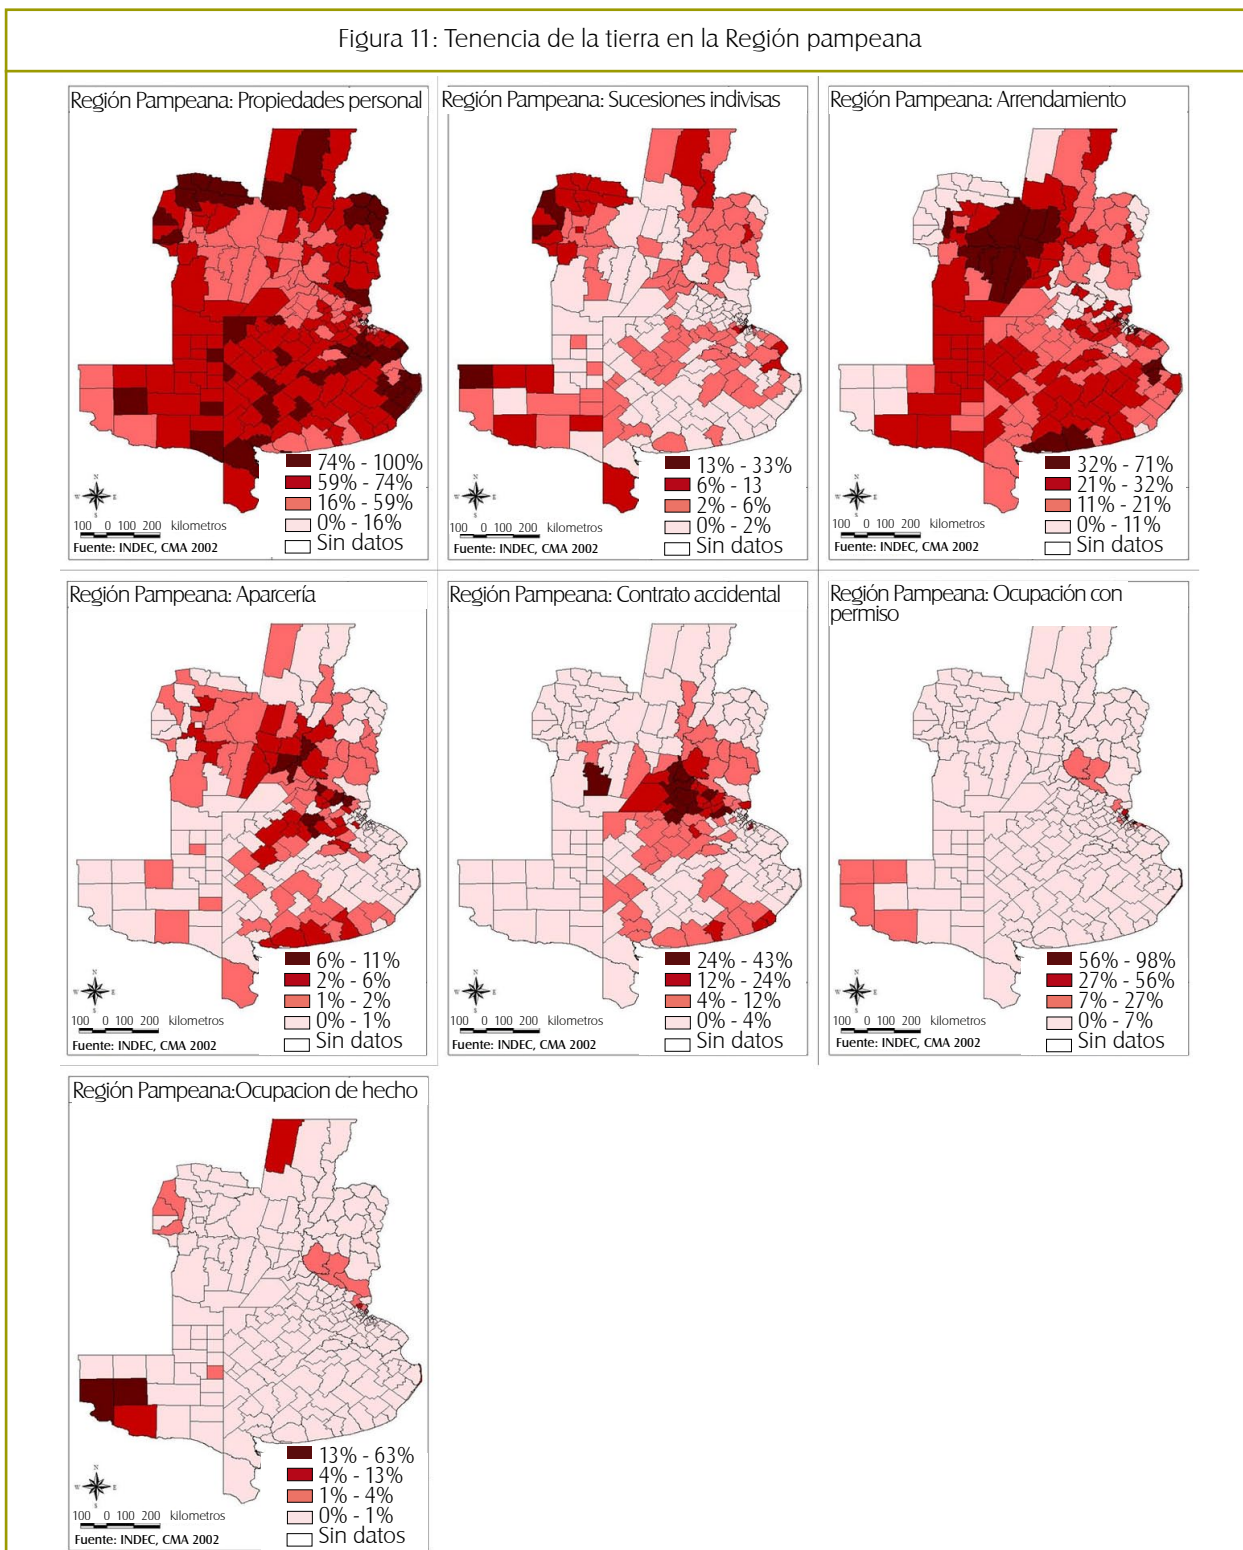 Figura 11: Tenencia de la tierra en la Región pampeana
Región Pampeana: Propiedades personal
74% - 100%
59% - 74%
16% - 59%
0% - 16%
Sin datos
N
W E
S
100 0 100 200 kilometros
Fuente: INDEC, CMA 2002
Región Pampeana: Sucesiones indivisas
13% - 33%
6% - 13
2% - 6%
0% - 2%
Sin datos
N
W E
S
100 0 100 200 kilometros
Fuente: INDEC, CMA 2002
Región Pampeana: Arrendamiento
32% - 71%
21% - 32%
11% - 21%
0% - 11%
Sin datos
N
W E
S
100 0 100 200 kilometros
Fuente: INDEC, CMA 2002
Región Pampeana: Aparcería
6% - 11%
2% - 6%
1% - 2%
0% - 1%
Sin datos
N
W E
S
100 0 100 200 kilometros
Fuente: INDEC, CMA 2002
Región Pampeana: Contrato accidental
24% - 43%
12% - 24%
4% - 12%
0% - 4%
Sin datos
N
W E
S
100 0 100 200 kilometros
Fuente: INDEC, CMA 2002
Región Pampeana: Ocupación con
permiso
56% - 98%
27% - 56%
7% - 27%
0% - 7%
Sin datos
N
W E
S
100 0 100 200 kilometros
Fuente: INDEC, CMA 2002
Región Pampeana:Ocupacion de hecho
13% - 63%
4% - 13%
1% - 4%
0% - 1%
Sin datos
N
W E
S
100 0 100 200 kilometros
Fuente: INDEC, CMA 2002